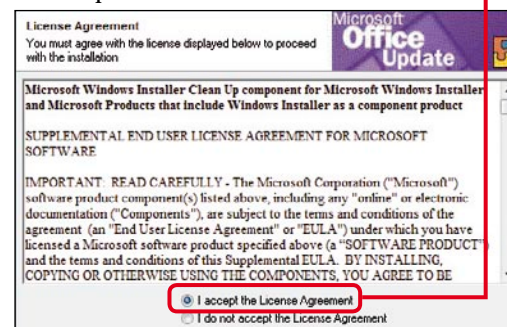 License Agreement
You must agree with the license displayed below to proceed
with the installation
Microsoft
Office
Update
Microsoft Windows Installer Clean Up component for Microsoft Windows Installer
and Microsoft Products that include Windows Installer as a component product
SUPPLEMENTAL END USER LICENSE AGREEMENT FOR MICROSOFT
SOFTWARE
IMPORTANT: READ CAREFULLY - The Microsoft Corporation ("Microsoft")
software product component(s) listed above, including any "online" or electronic
documentation ("Components"), are subject to the terms and conditions of the
agreement (an "End User License Agreement" or "EULA") under which you have
licensed a Microsoft software product specified above (a "SOFTWARE PRODUCT")
and the terms and conditions of this Supplemental EULA. BY INSTALLING,
COPYING OR OTHERWISE USING THE COMPONENTS, YOU AGREE TO BE
I accept the License Agreement
I do not accept the License Agreement